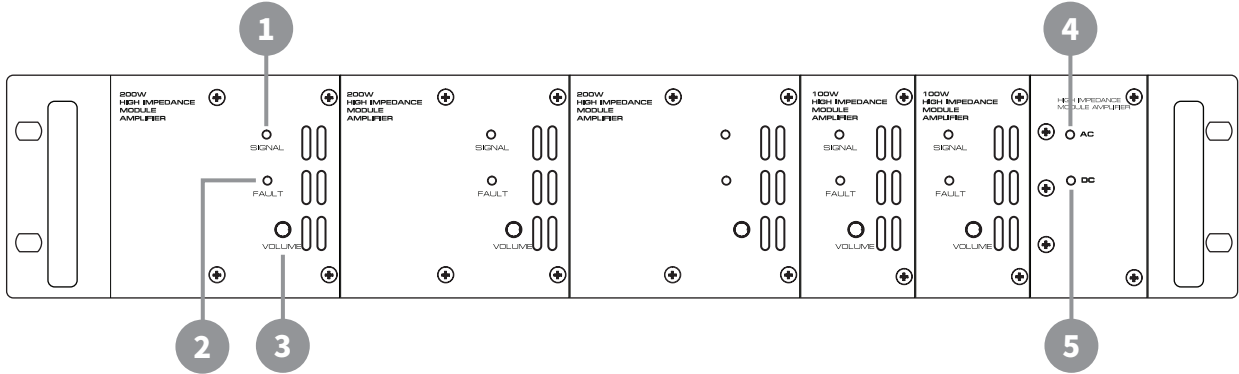 1
4
200W
HIGH IMPEDANCE
MODULE
AMPLIFIER
SIGNAL
FAULT
VOLUME
200W
HIGH IMPEDANCE
MODULE
AMPLIFIER
SIGNAL
FAULT
VOLUME
200W
HIGH IMPEDANCE
MODULE
AMPLIFIER
100W
HIGH IMPEDANCE
MODULE
AMPLIFIER
SIGNAL
FAULT
VOLUME
100W
HIGH IMPEDANCE
MODULE
AMPLIFIER
SIGNAL
FAULT
VOLUME
HIGH IMPEDANCE
MODULE AMPLIFIER
AC
DC
2
3
5